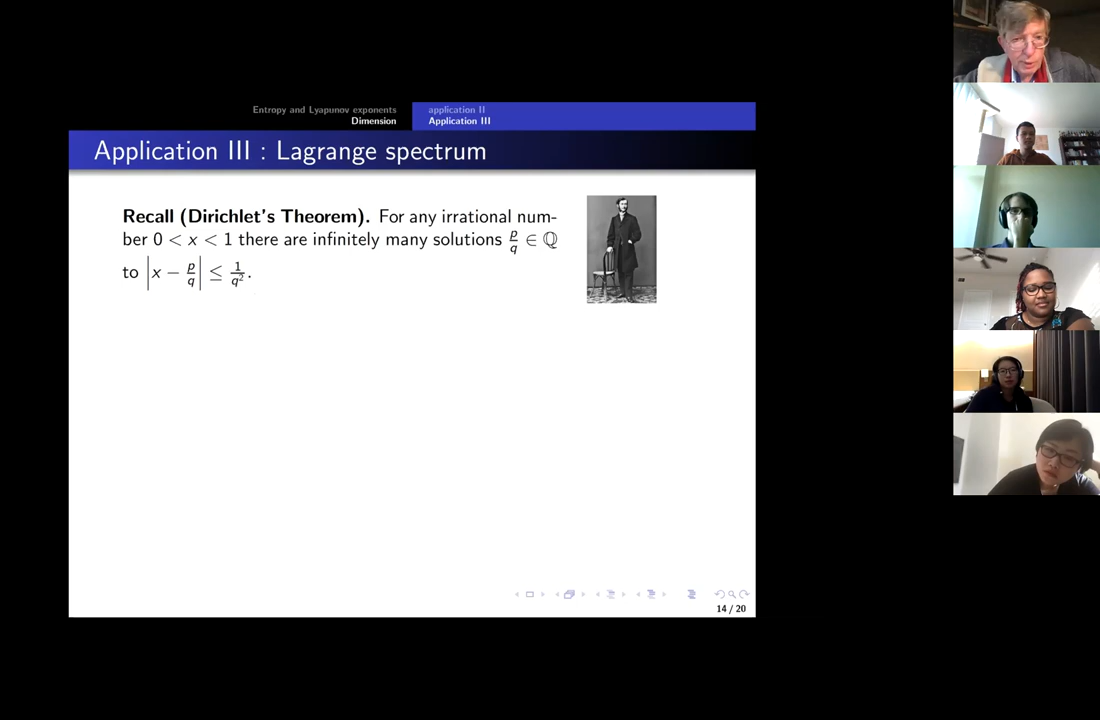 Entropy and Lyapunov exponents
Dimension
application II
Application III
Application III : Lagrange spectrum
Recall (Dirichlet's Theorem). For any irrational num-
ber 0 < x < 1 there are infinitely many solutions p/q ∈ ℚ
to |x − p/q| ≤ 1/q².
14 / 20